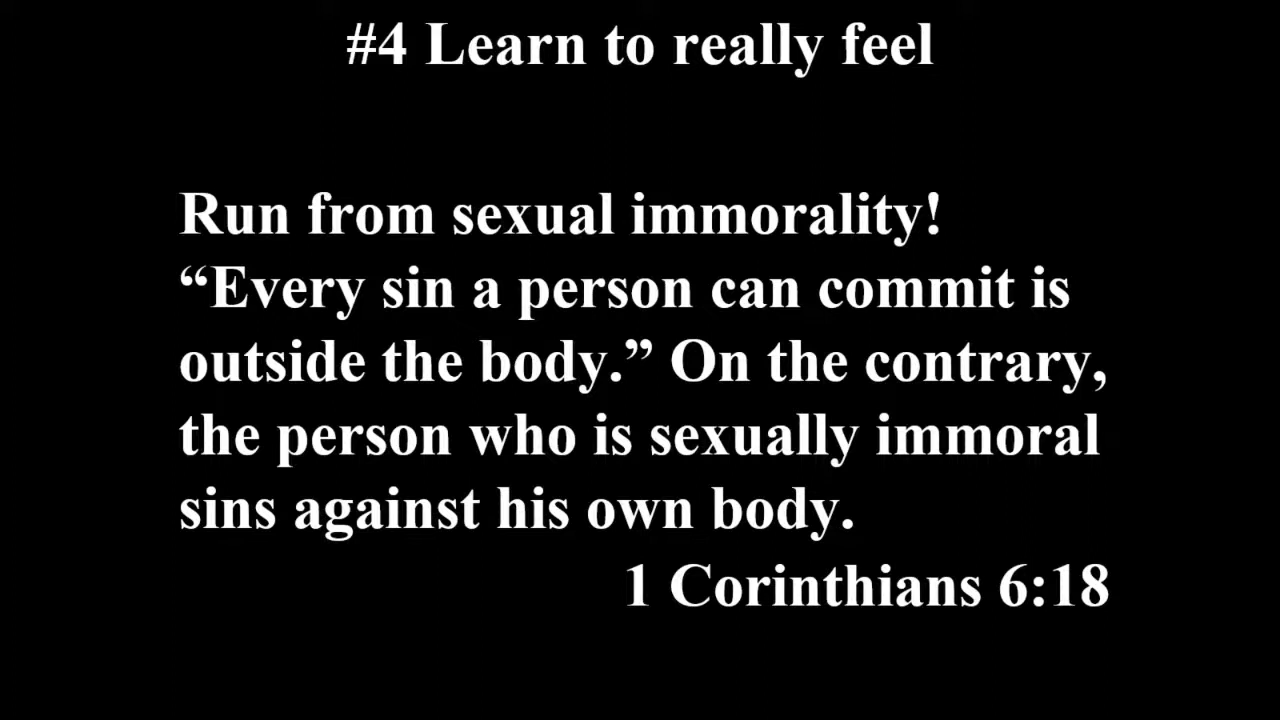 #4 Learn to really feel
Run from sexual immorality!
“Every sin a person can commit is
outside the body.” On the contrary,
the person who is sexually immoral
sins against his own body.
1 Corinthians 6:18